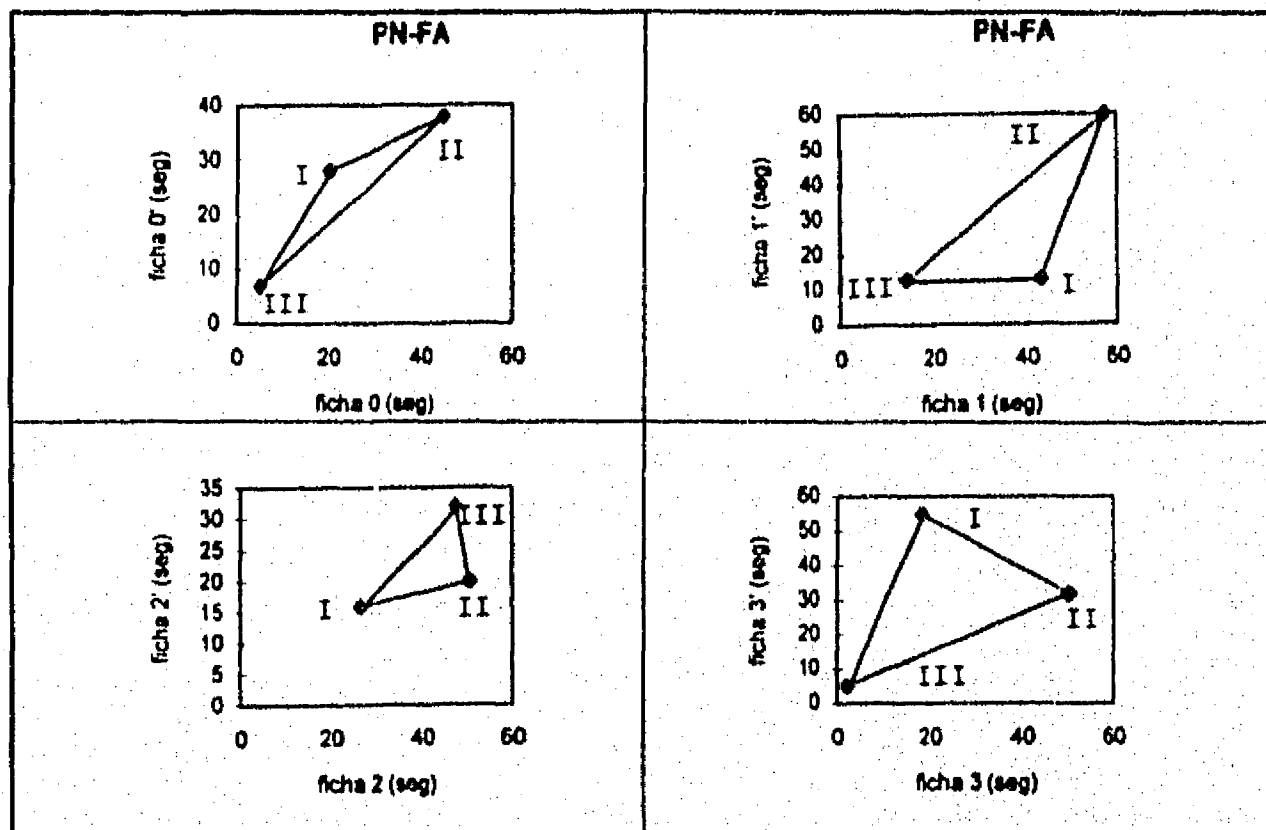 PN-FA
40
30
20
10
0
ficha 0' (seg)
I
II
III
0 20 40 60
ficha 0 (seg)
PN-FA
60
50
40
30
20
10
0
ficha 1' (seg)
II
III
I
0 20 40 60
ficha 1 (seg)
35
30
25
20
15
10
5
0
ficha 2' (seg)
III
I
II
0 20 40 60
ficha 2 (seg)
60
50
40
30
20
10
0
ficha 3' (seg)
I
II
III
0 20 40 60
ficha 3 (seg)